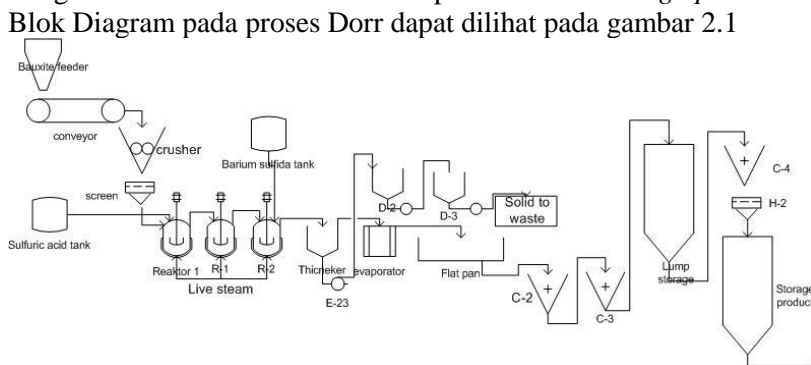 Blok Diagram pada proses Dorr dapat dilihat pada gambar 2.1
Bauxite feeder
conveyor
crusher
Barium sulfida tank
screen
Sulfuric acid tank
Reaktor 1
R-1
R-2
Live steam
Thicneker
evaporator
E-23
D-2
D-3
Solid to
waste
Flat pan
C-2
C-3
Lump
storage
C-4
H-2
Storage
product